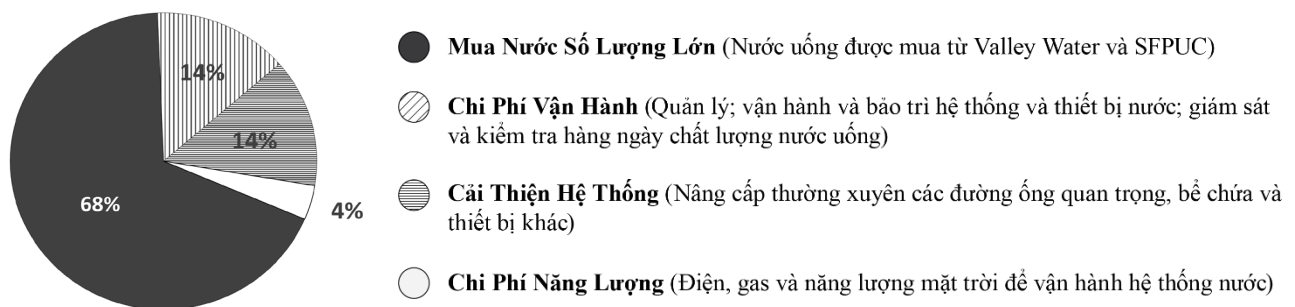 14%
14%
4%
68%
Mua Nước Số Lượng Lớn (Nước uống được mua từ Valley Water và SFPUC)
Chi Phí Vận Hành (Quản lý; vận hành và bảo trì hệ thống và thiết bị nước; giám sát
và kiểm tra hàng ngày chất lượng nước uống)
Cải Thiện Hệ Thống (Nâng cấp thường xuyên các đường ống quan trọng, bể chứa và
thiết bị khác)
Chi Phí Năng Lượng (Điện, gas và năng lượng mặt trời để vận hành hệ thống nước)